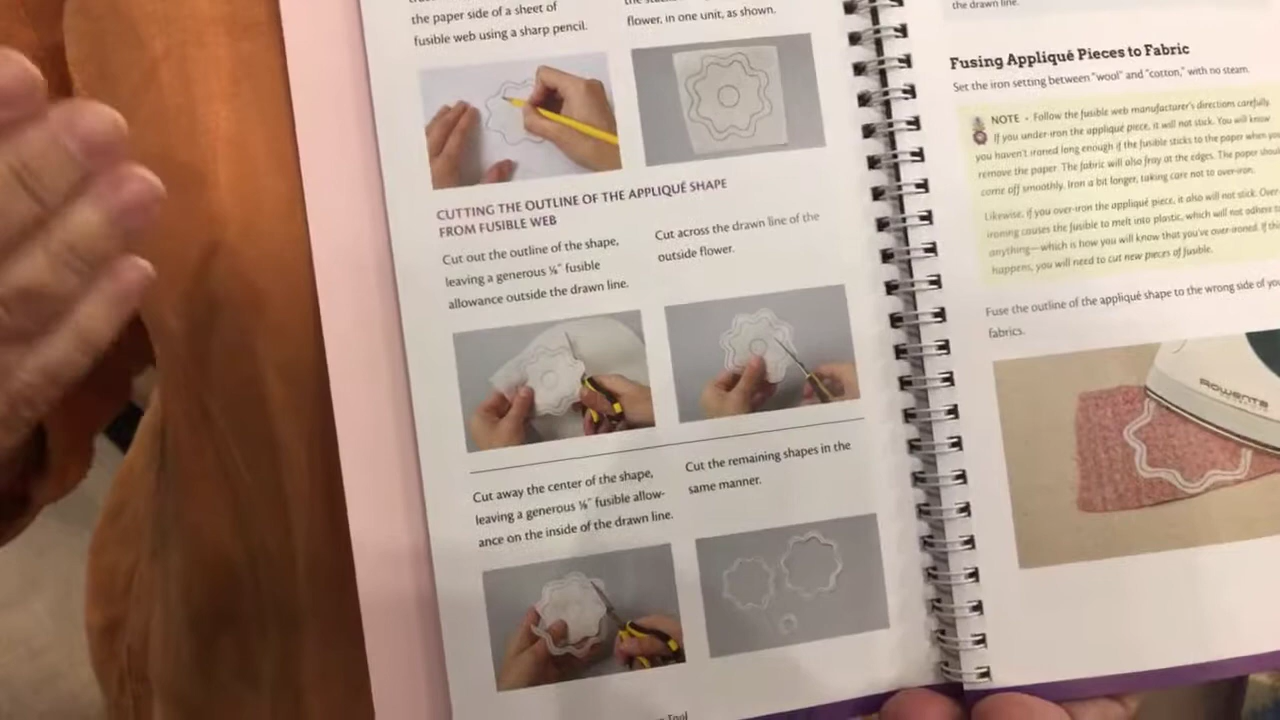 the paper side of a sheet of
fusible web using a sharp pencil.
flower, in one unit, as shown.
CUTTING THE OUTLINE OF THE APPLIQUÉ SHAPE
FROM FUSIBLE WEB
Cut out the outline of the shape,
leaving a generous ⅛″ fusible
allowance outside the drawn line.
Cut across the drawn line of the
outside flower.
Cut away the center of the shape,
leaving a generous ⅛″ fusible allow-
ance on the inside of the drawn line.
Cut the remaining shapes in the
same manner.
the drawn line.
Fusing Appliqué Pieces to Fabric
Set the iron setting between "wool" and "cotton," with no steam.
NOTE • Follow the fusible web manufacturer's directions carefully.
If you under-iron the appliqué piece, it will not stick. You will know
you haven't ironed long enough if the fusible sticks to the paper when you
remove the paper. The fabric will also fray at the edges. The paper should
come off smoothly. Iron a bit longer, taking care not to over-iron.
Likewise, if you over-iron the appliqué piece, it also will not stick. Over-
ironing causes the fusible to melt into plastic, which will not adhere to
anything—which is how you will know that you've over-ironed. If this
happens, you will need to cut new pieces of fusible.
Fuse the outline of the appliqué shape to the wrong side of
fabrics.
ROWENTA